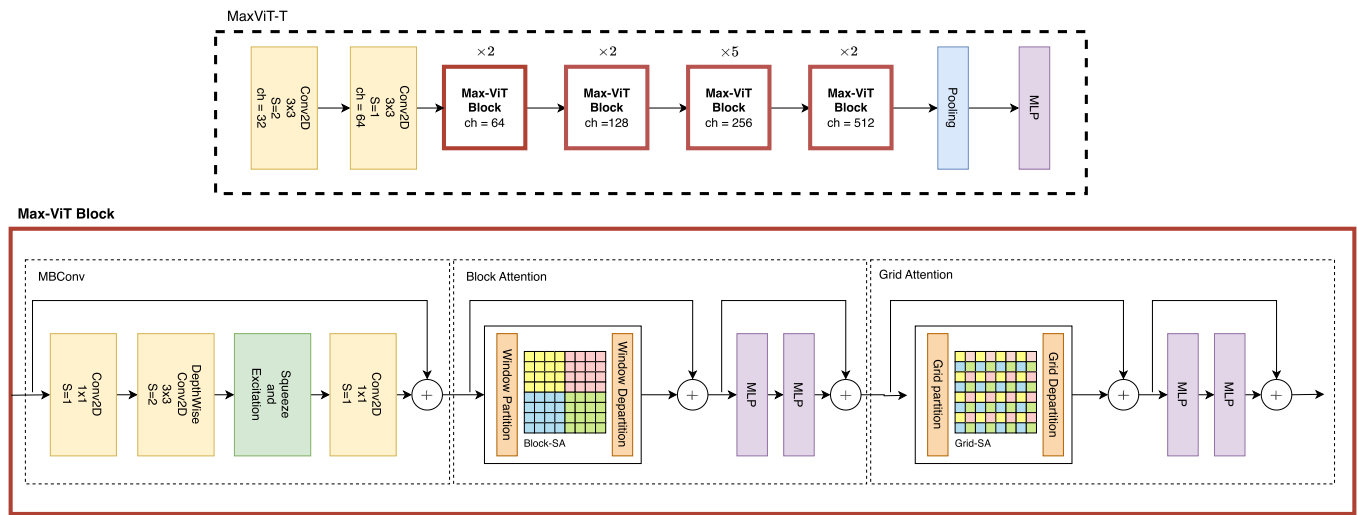 MaxViT-T
Conv2D
3x3
S=2
ch = 32
Conv2D
3x3
S=1
ch = 64
×2
Max-ViT
Block
ch = 64
×2
Max-ViT
Block
ch =128
×5
Max-ViT
Block
ch = 256
×2
Max-ViT
Block
ch = 512
Pooling
MLP
Max-ViT Block
MBConv
Conv2D
1x1
S=1
DepthWise
Conv2D
3x3
S=2
Squeeze
and
Excitation
Conv2D
1x1
S=1
+
Block Attention
Window Partition
Block-SA
Window Departition
+
MLP
MLP
+
Grid Attention
Grid partition
Grid-SA
Grid Departition
+
MLP
MLP
+